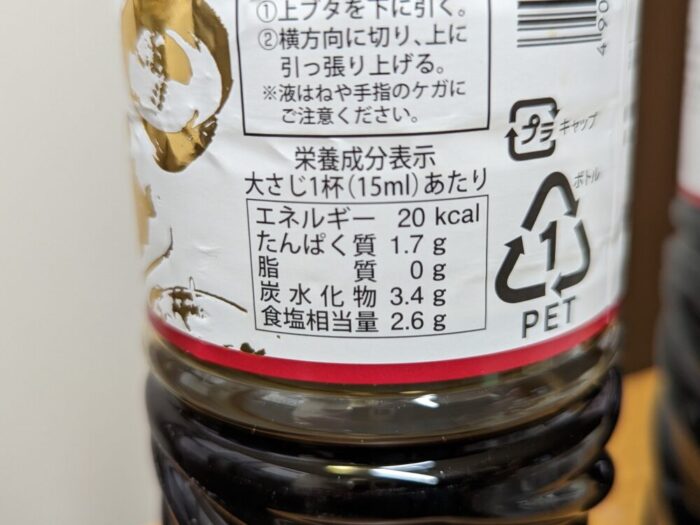 ①上ブタを下に引く。
②横方向に切り、上に
引っ張り上げる。
※液はねや手指のケガに
ご注意ください。
490
プラ
キャップ
栄養成分表示
大さじ1杯(15ml)あたり
エネルギー 20 kcal
たんぱく質 1.7 g
脂質 0 g
炭水化物 3.4 g
食塩相当量 2.6 g
ボトル
1
PET